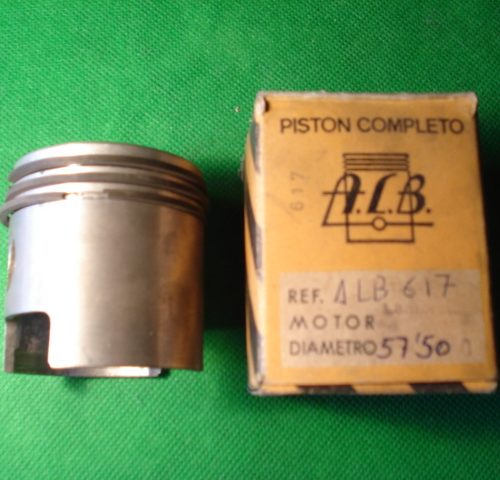 PISTON COMPLETO
617
A.L.B.
REF. ALB 617
MOTOR
DIAMETRO 57'50